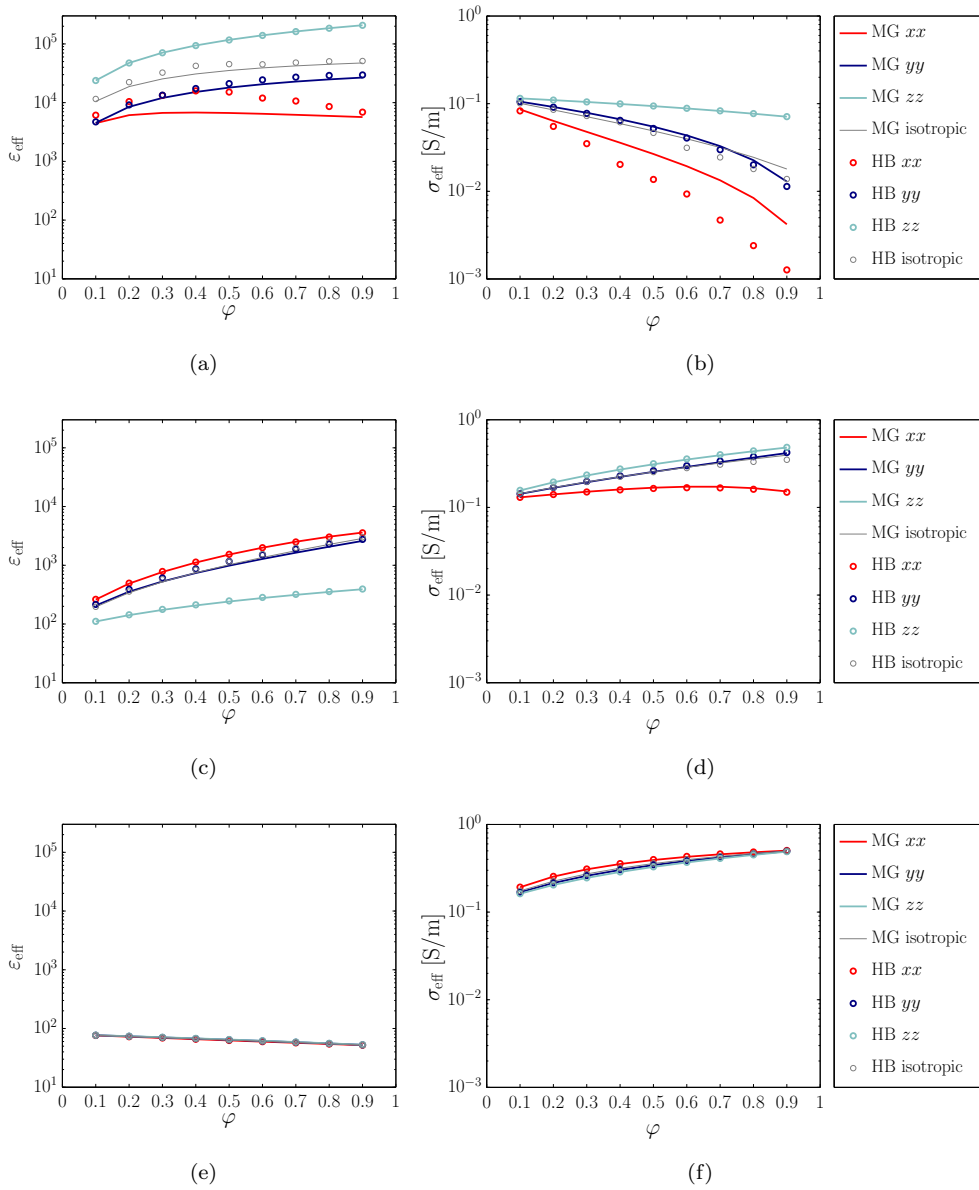 10^5
10^4
10^3
10^2
10^1
ε_eff
0 0.1 0.2 0.3 0.4 0.5 0.6 0.7 0.8 0.9 1
φ
(a)
10^0
10^-1
10^-2
10^-3
σ_eff [S/m]
0 0.1 0.2 0.3 0.4 0.5 0.6 0.7 0.8 0.9 1
φ
(b)
MG xx
MG yy
MG zz
MG isotropic
HB xx
HB yy
HB zz
HB isotropic
10^5
10^4
10^3
10^2
10^1
ε_eff
0 0.1 0.2 0.3 0.4 0.5 0.6 0.7 0.8 0.9 1
φ
(c)
10^0
10^-1
10^-2
10^-3
σ_eff [S/m]
0 0.1 0.2 0.3 0.4 0.5 0.6 0.7 0.8 0.9 1
φ
(d)
MG xx
MG yy
MG zz
MG isotropic
HB xx
HB yy
HB zz
HB isotropic
10^5
10^4
10^3
10^2
10^1
ε_eff
0 0.1 0.2 0.3 0.4 0.5 0.6 0.7 0.8 0.9 1
φ
(e)
10^0
10^-1
10^-2
10^-3
σ_eff [S/m]
0 0.1 0.2 0.3 0.4 0.5 0.6 0.7 0.8 0.9 1
φ
(f)
MG xx
MG yy
MG zz
MG isotropic
HB xx
HB yy
HB zz
HB isotropic